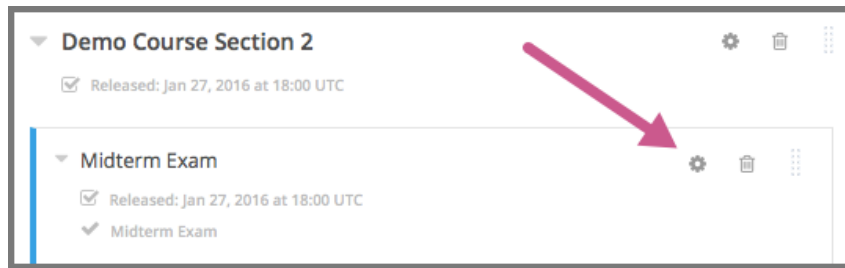 Demo Course Section 2
Released: Jan 27, 2016 at 18:00 UTC
Midterm Exam
Released: Jan 27, 2016 at 18:00 UTC
Midterm Exam